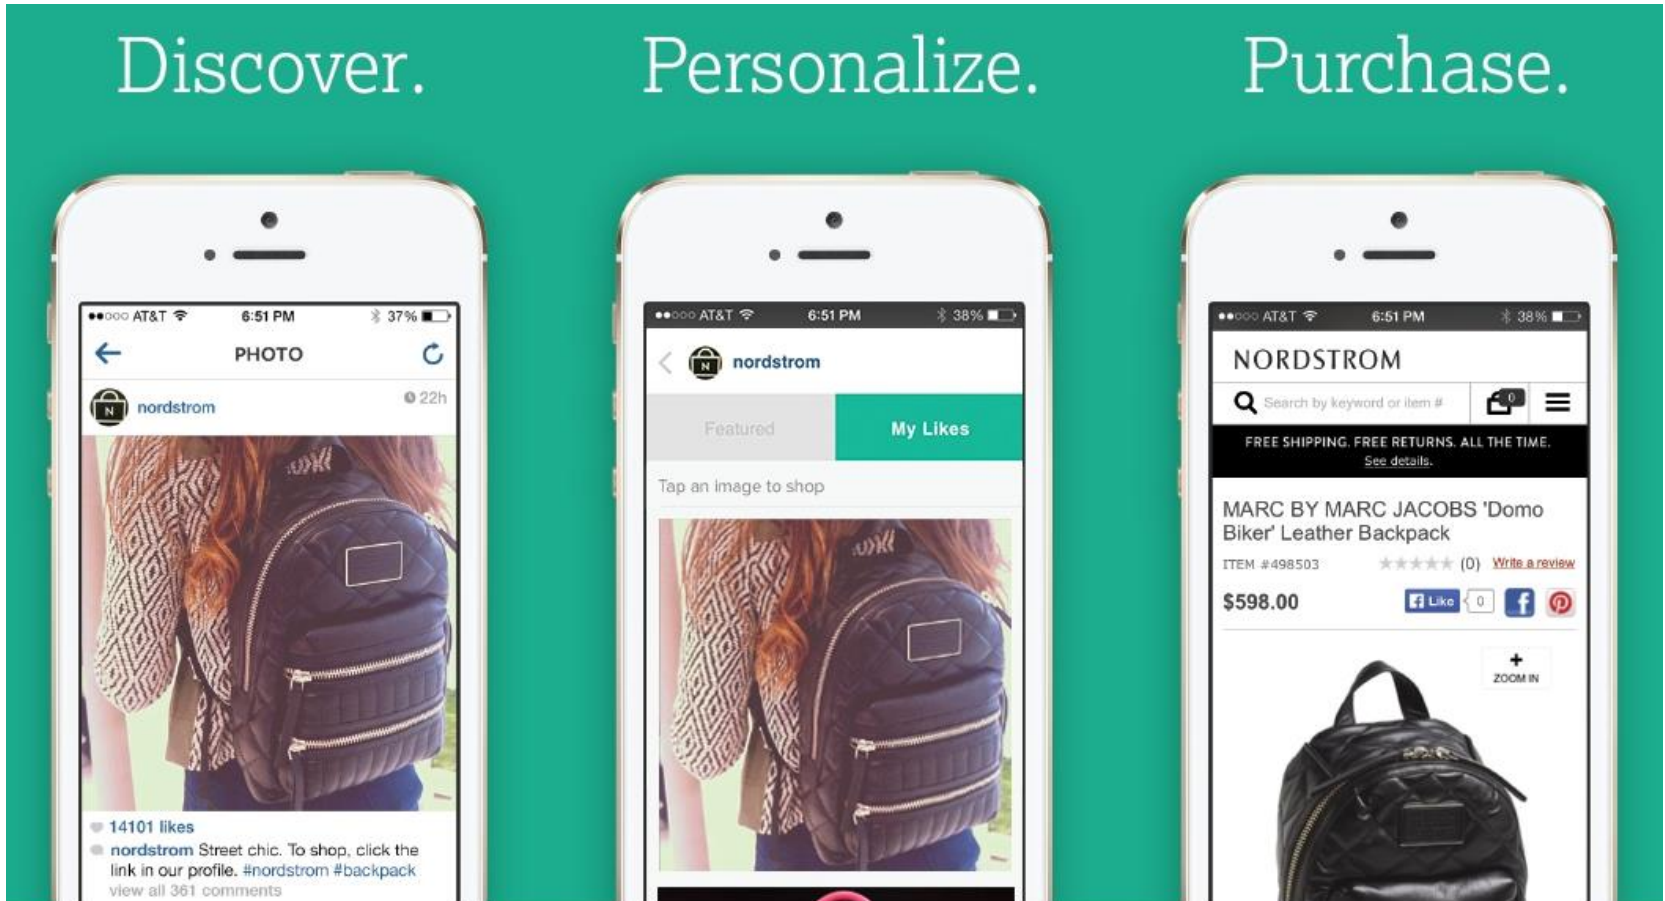 Discover.
Personalize.
Purchase.
AT&T 6:51 PM 37%
PHOTO
N nordstrom 22h
14101 likes
nordstrom Street chic. To shop, click the
link in our profile. #nordstrom #backpack
view all 361 comments
AT&T 6:51 PM 38%
N nordstrom
Featured My Likes
Tap an image to shop
AT&T 6:51 PM 38%
NORDSTROM
Search by keyword or item # 0
FREE SHIPPING. FREE RETURNS. ALL THE TIME.
See details.
MARC BY MARC JACOBS 'Domo
Biker' Leather Backpack
ITEM #498503 (0) Write a review
$598.00 f Like 0 f
+
ZOOM IN